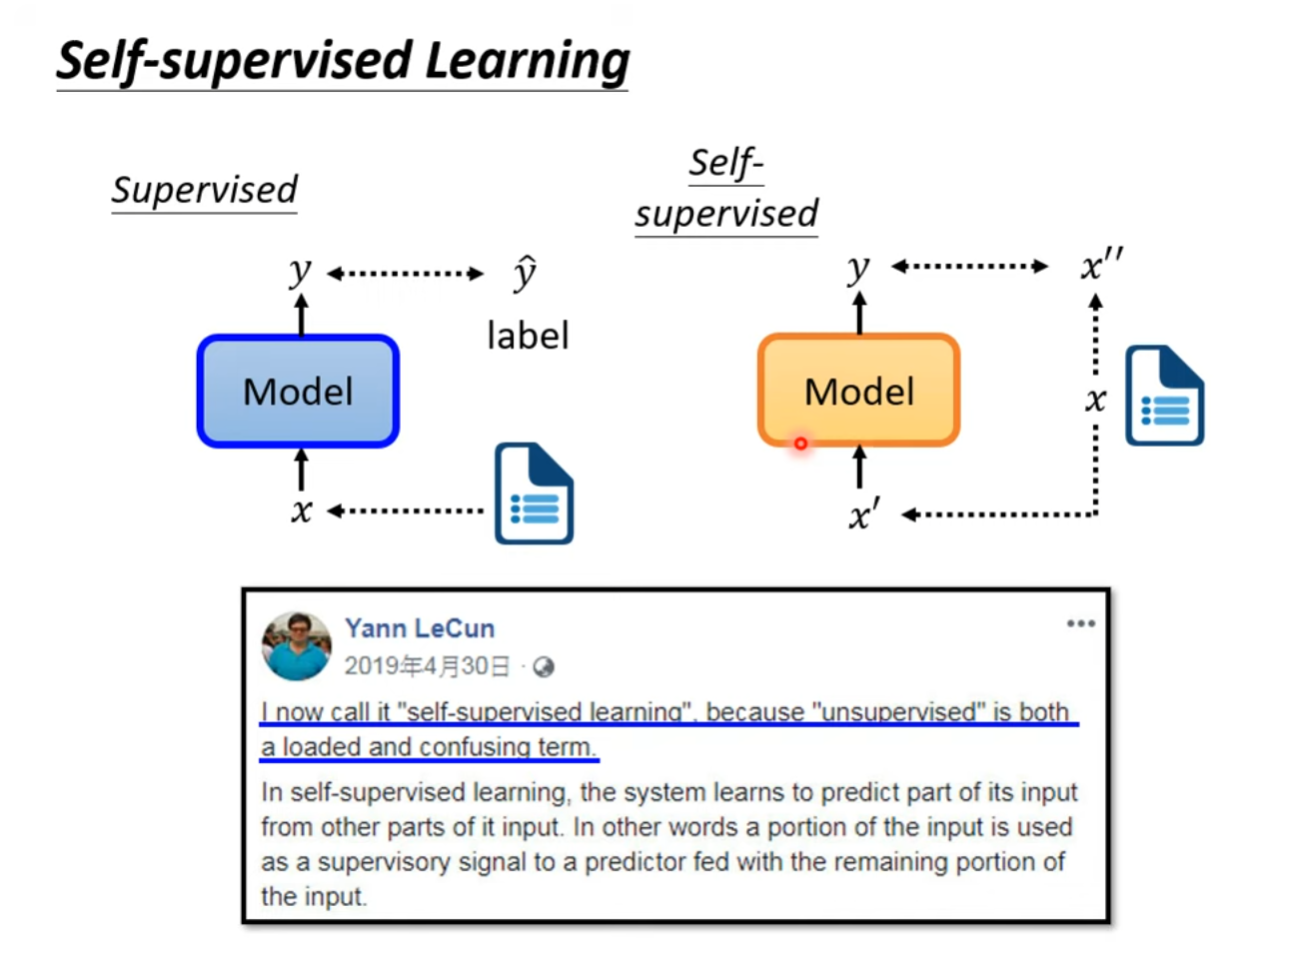 Self-supervised Learning
Supervised
Self-
supervised
y
ŷ
label
Model
x
y
x''
Model
x
x'
Yann LeCun
2019年4月30日 ·
I now call it "self-supervised learning", because "unsupervised" is both
a loaded and confusing term.
In self-supervised learning, the system learns to predict part of its input
from other parts of it input. In other words a portion of the input is used
as a supervisory signal to a predictor fed with the remaining portion of
the input.